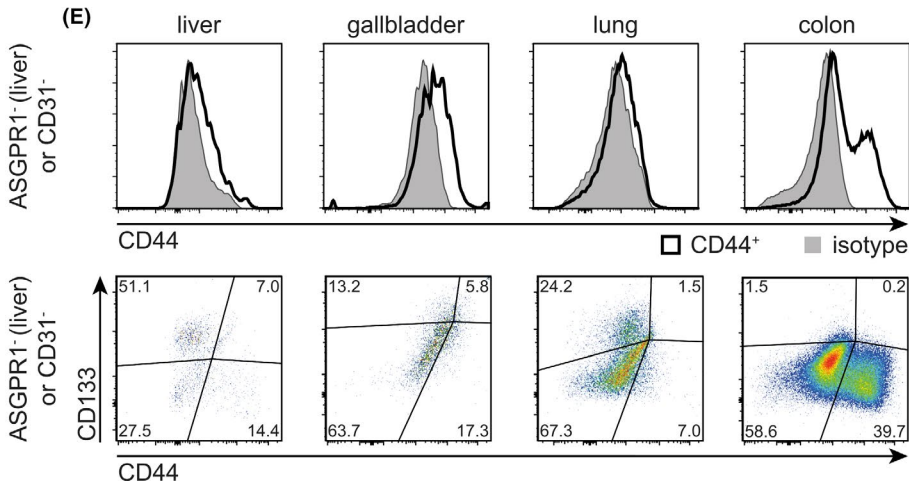 (E)
liver gallbladder lung colon
ASGPR1⁻ (liver)
or CD31⁻
CD44
CD44⁺ isotype
ASGPR1⁻ (liver)
or CD31⁻
CD133
51.1 7.0 13.2 5.8 24.2 1.5 1.5 0.2
27.5 14.4 63.7 17.3 67.3 7.0 58.6 39.7
CD44